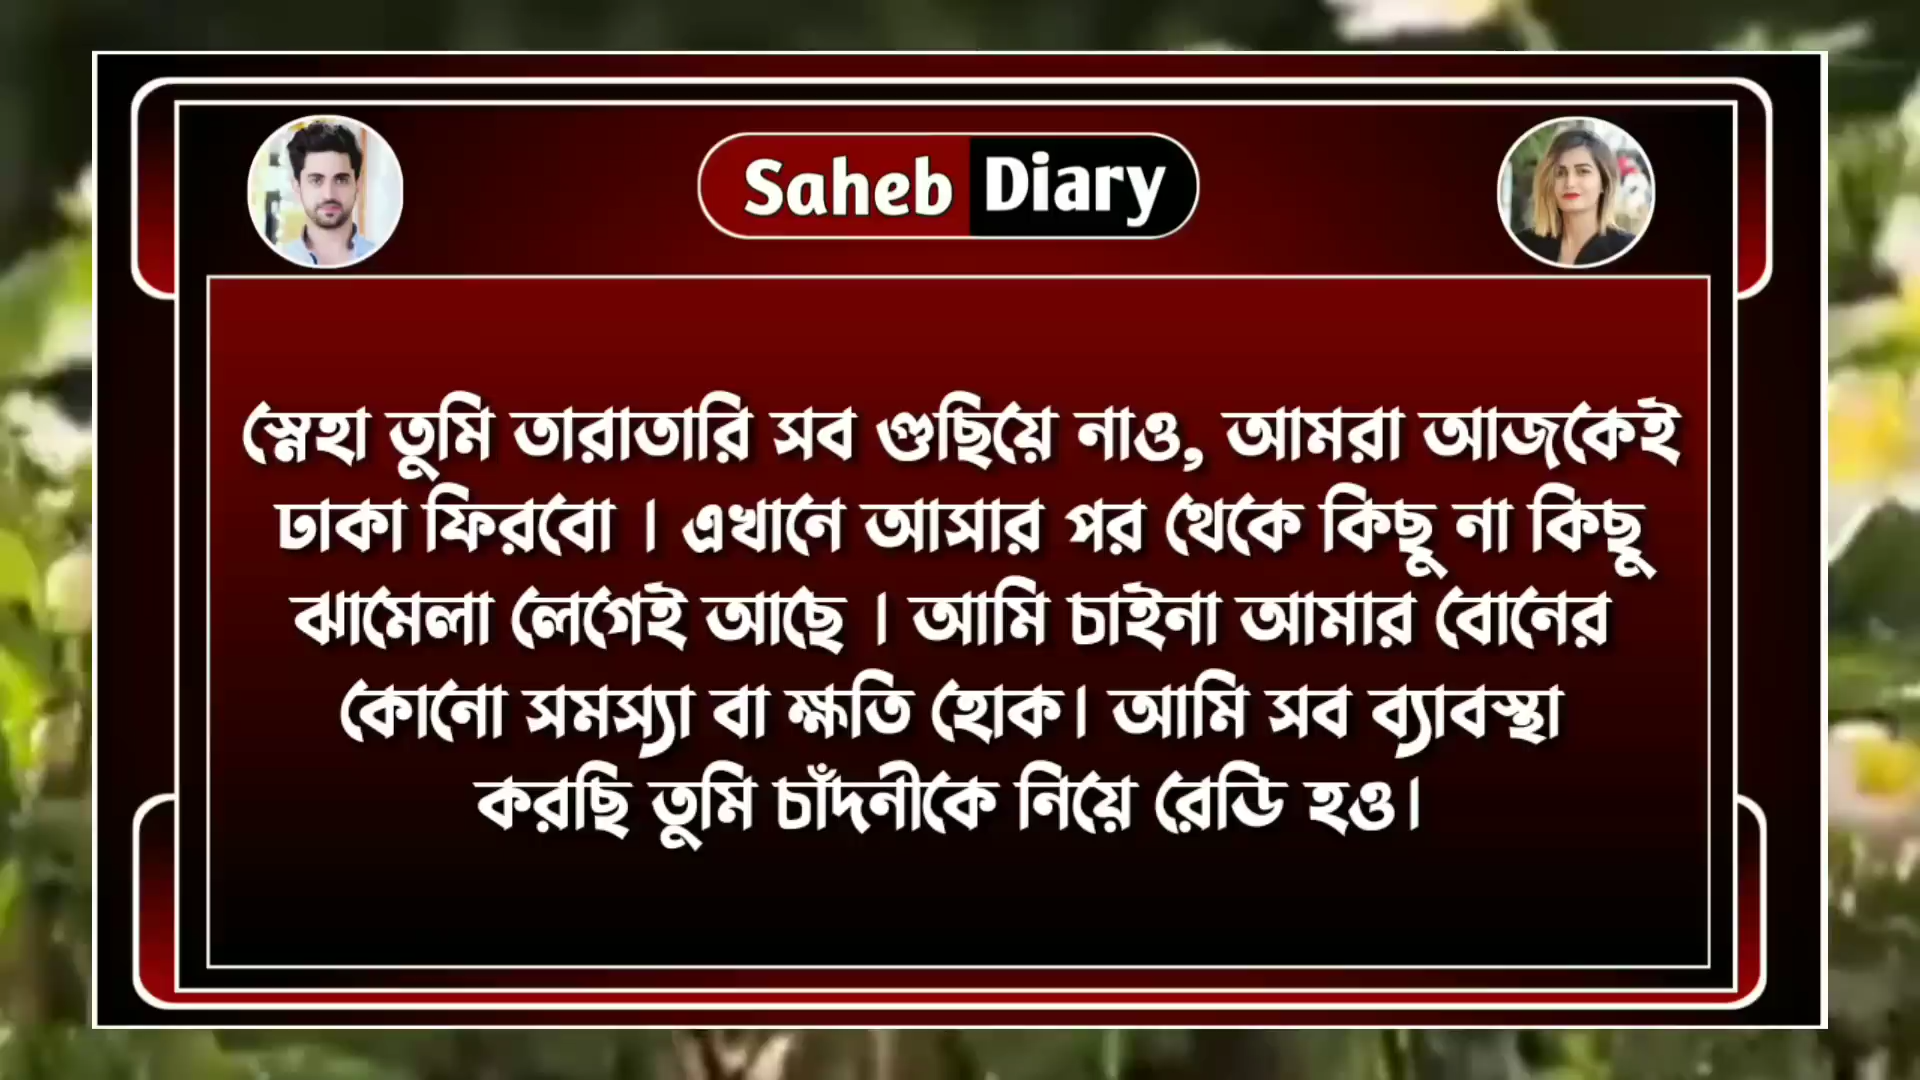 Saheb Diary
স্নেহা তুমি তারাতারি সব গুছিয়ে নাও, আমরা আজকেই
ঢাকা ফিরবো । এখানে আসার পর থেকে কিছু না কিছু
ঝামেলা লেগেই আছে । আমি চাইনা আমার বোনের
কোনো সমস্যা বা ক্ষতি হোক। আমি সব ব্যাবস্থা
করছি তুমি চাঁদনীকে নিয়ে রেডি হও।